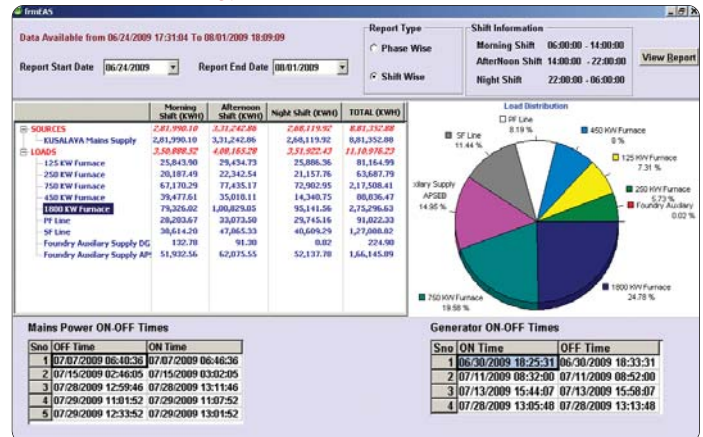 frmEAS
Data Available from 06/24/2009 17:31:04 To 08/01/2009 18:09:09
Report Start Date 06/24/2009 Report End Date 08/01/2009
Report Type
Phase Wise
Shift Wise
Shift Information
Morning Shift 06:00:00 - 14:00:00
AfterNoon Shift 14:00:00 - 22:00:00
Night Shift 22:00:00 - 06:00:00
View Report
Morning Shift (KWH) Afternoon Shift (KWH) Night Shift (KWH) TOTAL (KWH)
SOURCES 2,81,990.10 3,31,242.86 2,68,119.92 8,81,352.88
KUSALAVA Mains Supply 2,81,990.10 3,31,242.86 2,68,119.92 8,81,352.88
LOADS 3,50,888.52 4,08,165.28 3,51,922.43 11,10,976.23
125 KW Furnace 25,843.90 29,434.73 25,886.36 81,164.99
250 KW Furnace 20,187.49 22,342.54 21,157.76 63,687.79
750 KW Furnace 67,170.29 77,435.17 72,902.95 2,17,508.41
450 KW Furnace 39,477.61 35,018.11 14,340.75 88,836.47
1800 KW Furnace 79,326.02 1,00,829.05 95,141.56 2,75,296.63
PF Line 28,203.67 33,073.50 29,745.16 91,022.33
SF Line 38,614.20 47,865.33 40,609.29 1,27,088.82
Foundry Auxilary Supply DG 132.78 91.30 0.82 224.90
Foundry Auxilary Supply AP 51,932.56 62,075.55 52,137.78 1,66,145.89
Load Distribution
PF Line
8.19 %
SF Line
11.44 %
450 KW Furnace
0 %
125 KW Furnace
7.31 %
250 KW Furnace
5.73 %
Foundry Auxilary
0.02 %
xilary Supply
APSEB
14.95 %
750 KW Furnace
19.58 %
1800 KW Furnace
24.78 %
Mains Power ON-OFF Times
Sno OFF Time ON Time
1 07/07/2009 06:40:36 07/07/2009 06:46:36
2 07/15/2009 02:46:05 07/15/2009 03:02:05
3 07/28/2009 12:59:46 07/28/2009 13:11:46
4 07/29/2009 11:01:52 07/29/2009 11:07:52
5 07/29/2009 12:33:52 07/29/2009 13:01:52
Generator ON-OFF Times
Sno ON Time OFF Time
1 06/30/2009 18:25:31 06/30/2009 18:33:31
2 07/11/2009 08:32:00 07/11/2009 08:52:00
3 07/13/2009 15:44:07 07/13/2009 15:58:07
4 07/28/2009 13:05:48 07/28/2009 13:13:48